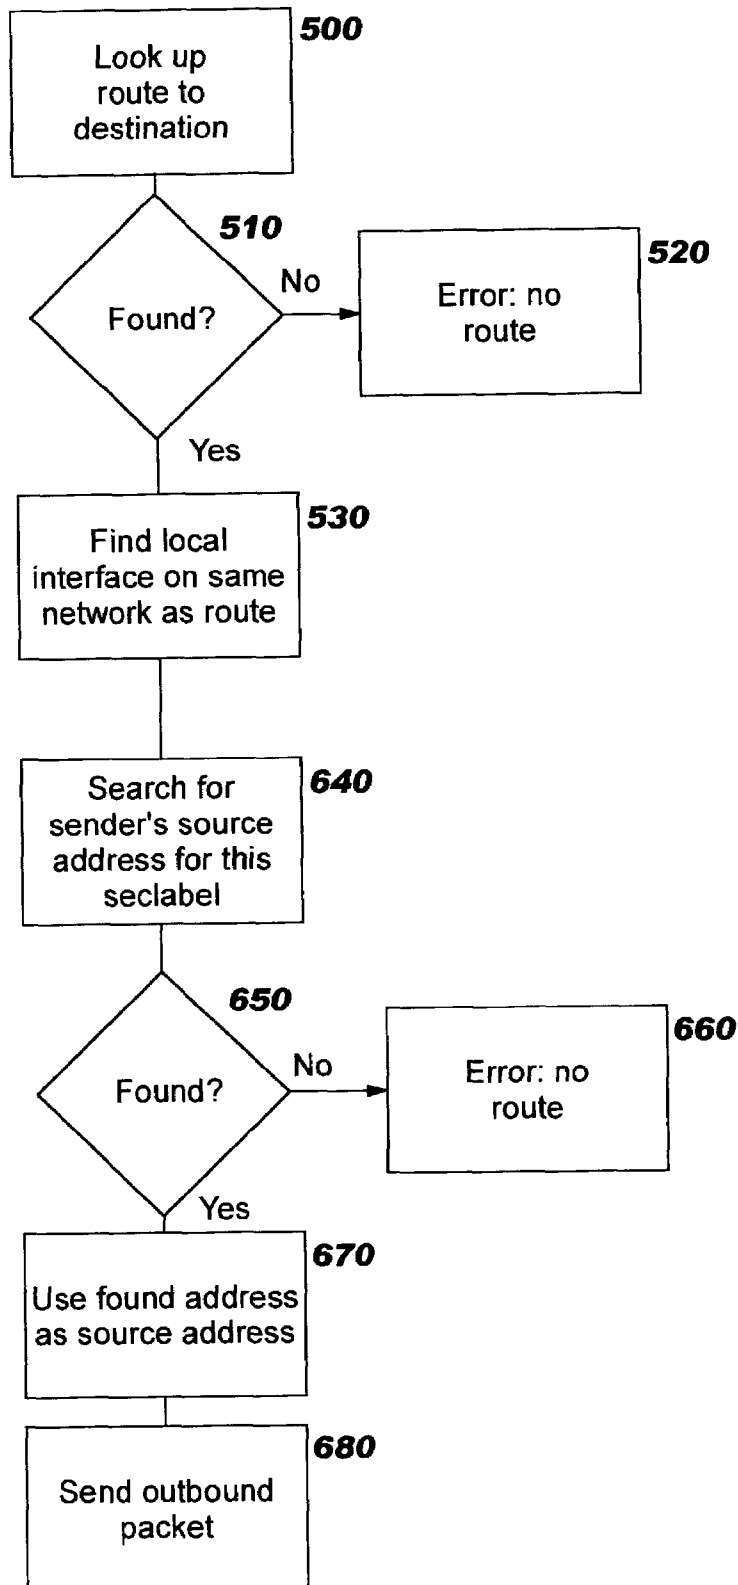 500
Look up
route to
destination
510
Found?
No
520
Error: no
route
Yes
530
Find local
interface on same
network as route
640
Search for
sender's source
address for this
seclabel
650
Found?
No
660
Error: no
route
Yes
670
Use found address
as source address
680
Send outbound
packet